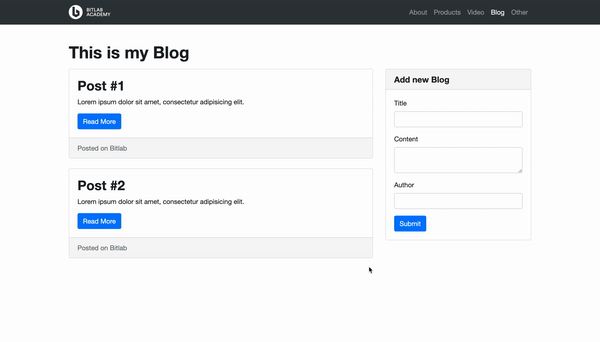 BITLAB
ACADEMY
About Products Video Blog Other
This is my Blog
Post #1
Lorem ipsum dolor sit amet, consectetur adipisicing elit.
Read More
Posted on Bitlab
Post #2
Lorem ipsum dolor sit amet, consectetur adipisicing elit.
Read More
Posted on Bitlab
Add new Blog
Title
Content
Author
Submit